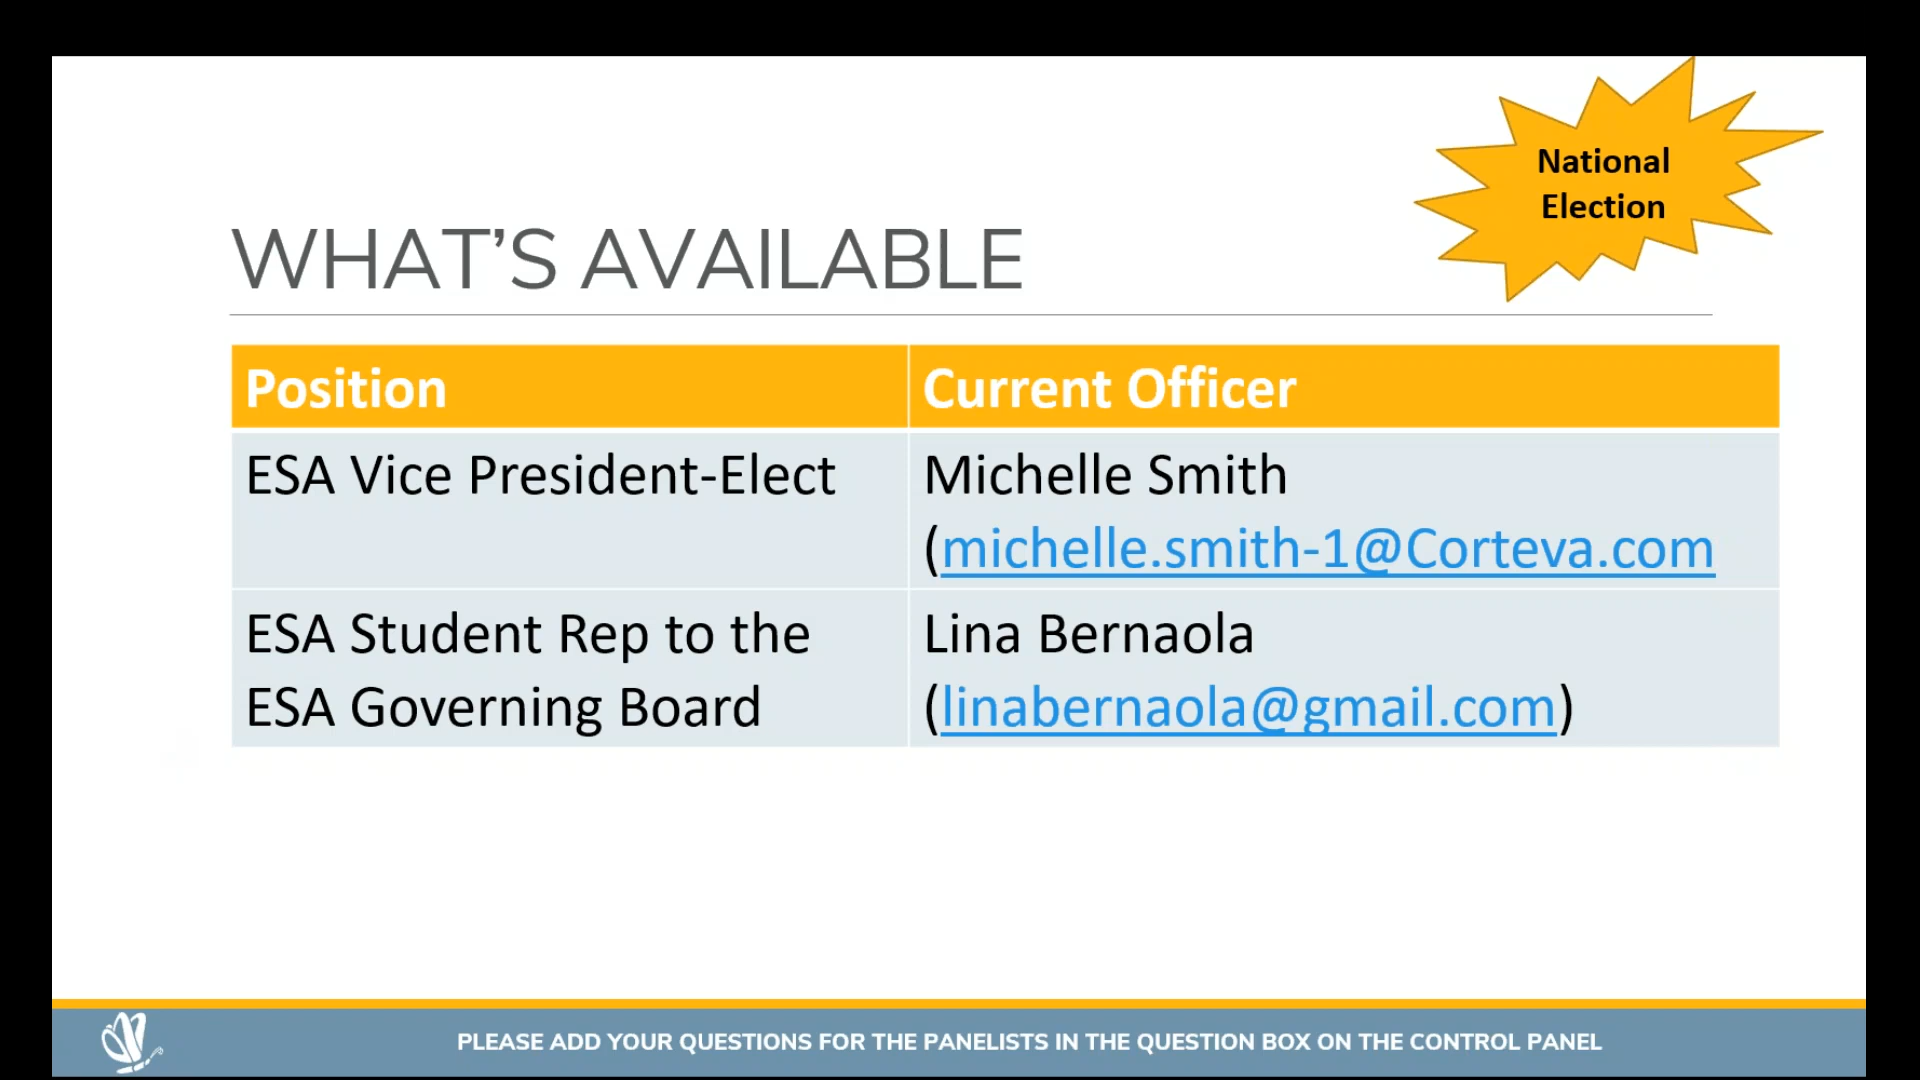 National
Election
WHAT’S AVAILABLE
Position
Current Officer
ESA Vice President-Elect
Michelle Smith
(michelle.smith-1@Corteva.com
ESA Student Rep to the
ESA Governing Board
Lina Bernaola
(linabernaola@gmail.com)
PLEASE ADD YOUR QUESTIONS FOR THE PANELISTS IN THE QUESTION BOX ON THE CONTROL PANEL